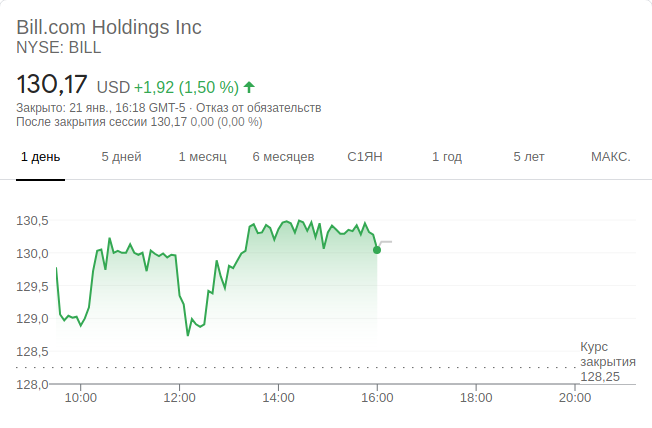 Bill.com Holdings Inc
NYSE: BILL
130,17 USD +1,92 (1,50 %)
Закрыто: 21 янв., 16:18 GMT-5 · Отказ от обязательств
После закрытия сессии 130,17 0,00 (0,00 %)
1 день 5 дней 1 месяц 6 месяцев С1ЯН 1 год 5 лет МАКС.
130,5
130,0
129,5
129,0
128,5
128,0
Курс
закрытия
128,25
10:00 12:00 14:00 16:00 18:00 20:00